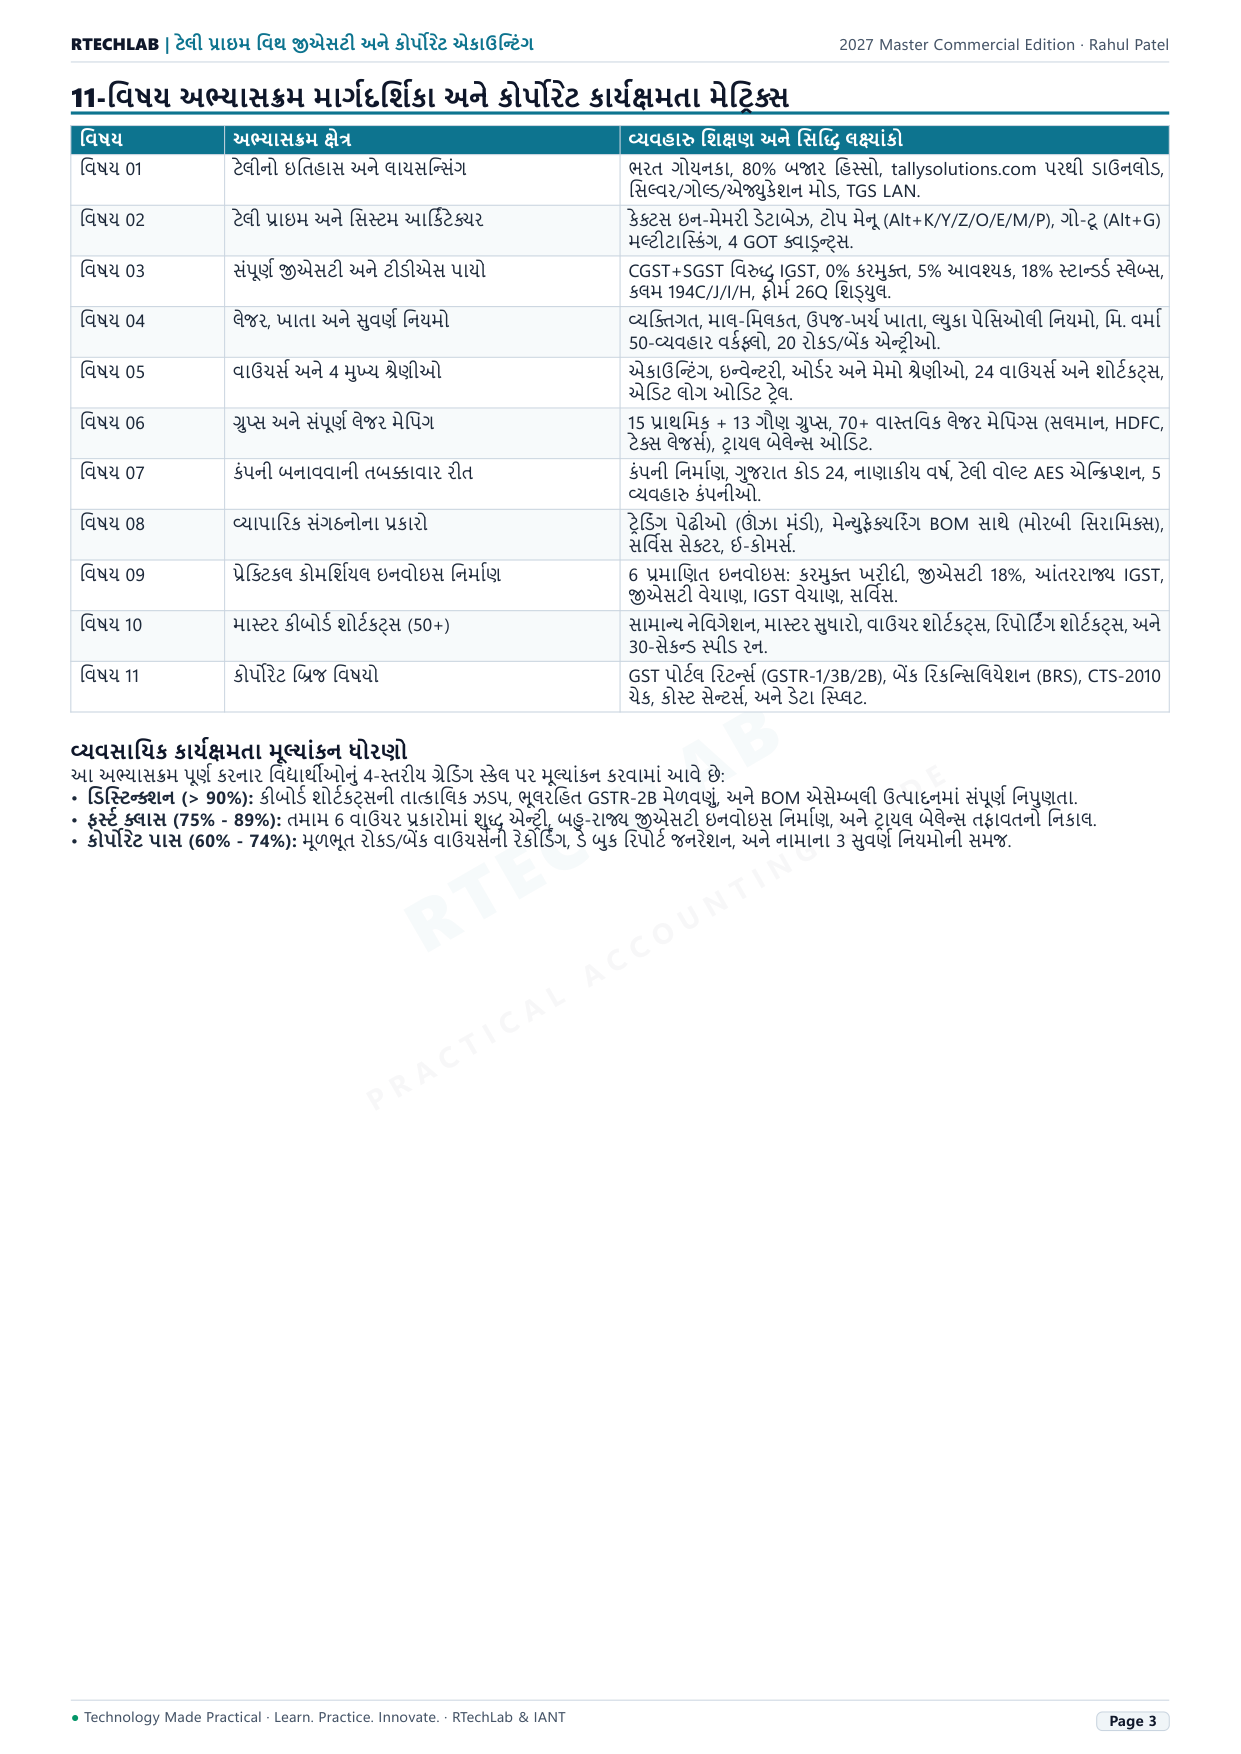 RTECHLAB | ટેલી પ્રાઇમ વિથ જીએસટી અને કોર્પોરેટ એકાઉન્ટિંગ
2027 Master Commercial Edition · Rahul Patel
11-વિષય અભ્યાસક્રમ માર્ગદર્શિકા અને કોર્પોરેટ કાર્યક્ષમતા મેટ્રિક્સ
વિષય અભ્યાસક્રમ ક્ષેત્ર વ્યવહારુ શિક્ષણ અને સિદ્ધિ લક્ષ્યાંકો
વિષય 01 ટેલીનો ઇતિહાસ અને લાયસન્સિંગ ભરત ગોયનકા, 80% બજાર હિસ્સો, tallysolutions.com પરથી ડાઉનલોડ,
સિલ્વર/ગોલ્ડ/એજ્યુકેશન મોડ, TGS LAN.
વિષય 02 ટેલી પ્રાઇમ અને સિસ્ટમ આર્કિટેક્ચર કેક્ટસ ઇન-મેમરી ડેટાબેઝ, ટોપ મેનૂ (Alt+K/Y/Z/O/E/M/P), ગો-ટૂ (Alt+G)
મલ્ટીટાસ્કિંગ, 4 GOT ક્વાડ્રન્ટ્સ.
વિષય 03 સંપૂર્ણ જીએસટી અને ટીડીએસ પાયો CGST+SGST વિરુદ્ધ IGST, 0% કરમુક્ત, 5% આવશ્યક, 18% સ્ટાન્ડર્ડ સ્લેબ્સ,
કલમ 194C/J/I/H, ફોર્મ 26Q શિડ્યુલ.
વિષય 04 લેજર, ખાતા અને સુવર્ણ નિયમો વ્યક્તિગત, માલ-મિલકત, ઉપજ-ખર્ચ ખાતા, લ્યુકા પેસિઓલી નિયમો, મિ. વર્મા
50-વ્યવહાર વર્કફ્લો, 20 રોકડ/બેંક એન્ટ્રીઓ.
વિષય 05 વાઉચર્સ અને 4 મુખ્ય શ્રેણીઓ એકાઉન્ટિંગ, ઇન્વેન્ટરી, ઓર્ડર અને મેમો શ્રેણીઓ, 24 વાઉચર્સ અને શોર્ટકટ્સ,
એડિટ લોગ ઓડિટ ટ્રેલ.
વિષય 06 ગ્રુપ્સ અને સંપૂર્ણ લેજર મેપિંગ 15 પ્રાથમિક + 13 ગૌણ ગ્રુપ્સ, 70+ વાસ્તવિક લેજર મેપિંગ્સ (સલમાન, HDFC,
ટેક્સ લેજર્સ), ટ્રાયલ બેલેન્સ ઓડિટ.
વિષય 07 કંપની બનાવવાની તબક્કાવાર રીત કંપની નિર્માણ, ગુજરાત કોડ 24, નાણાકીય વર્ષ, ટેલી વોલ્ટ AES એન્ક્રિપ્શન, 5
વ્યવહારુ કંપનીઓ.
વિષય 08 વ્યાપારિક સંગઠનોના પ્રકારો ટ્રેડિંગ પેઢીઓ (ઊંઝા મંડી), મેન્યુફેક્ચરિંગ BOM સાથે (મોરબી સિરામિક્સ),
સર્વિસ સેક્ટર, ઈ-કોમર્સ.
વિષય 09 પ્રેક્ટિકલ કોમર્શિયલ ઇનવોઇસ નિર્માણ 6 પ્રમાણિત ઇનવોઇસ: કરમુક્ત ખરીદી, જીએસટી 18%, આંતરરાજ્ય IGST,
જીએસટી વેચાણ, IGST વેચાણ, સર્વિસ.
વિષય 10 માસ્ટર કીબોર્ડ શોર્ટકટ્સ (50+) સામાન્ય નેવિગેશન, માસ્ટર સુધારો, વાઉચર શોર્ટકટ્સ, રિપોર્ટિંગ શોર્ટકટ્સ, અને
30-સેકન્ડ સ્પીડ રન.
વિષય 11 કોર્પોરેટ બ્રિજ વિષયો GST પોર્ટલ રિટર્ન્સ (GSTR-1/3B/2B), બેંક રિકન્સિલિયેશન (BRS), CTS-2010
ચેક, કોસ્ટ સેન્ટર્સ, અને ડેટા સ્પ્લિટ.
વ્યવસાયિક કાર્યક્ષમતા મૂલ્યાંકન ધોરણો
આ અભ્યાસક્રમ પૂર્ણ કરનાર વિદ્યાર્થીઓનું 4-સ્તરીય ગ્રેડિંગ સ્કેલ પર મૂલ્યાંકન કરવામાં આવે છે:
• ડિસ્ટિન્ક્શન (> 90%): કીબોર્ડ શોર્ટકટ્સની તાત્કાલિક ઝડપ, ભૂલરહિત GSTR-2B મેળવણું, અને BOM એસેમ્બલી ઉત્પાદનમાં સંપૂર્ણ નિપુણતા.
• ફર્સ્ટ ક્લાસ (75% - 89%): તમામ 6 વાઉચર પ્રકારોમાં શુદ્ધ એન્ટ્રી, બહુ-રાજ્ય જીએસટી ઇનવોઇસ નિર્માણ, અને ટ્રાયલ બેલેન્સ તફાવતનો નિકાલ.
• કોર્પોરેટ પાસ (60% - 74%): મૂળભૂત રોકડ/બેંક વાઉચર્સની રેકોર્ડિંગ, ડે બુક રિપોર્ટ જનરેશન, અને નામાના 3 સુવર્ણ નિયમોની સમજ.
● Technology Made Practical · Learn. Practice. Innovate. · RTechLab & IANT
Page 3